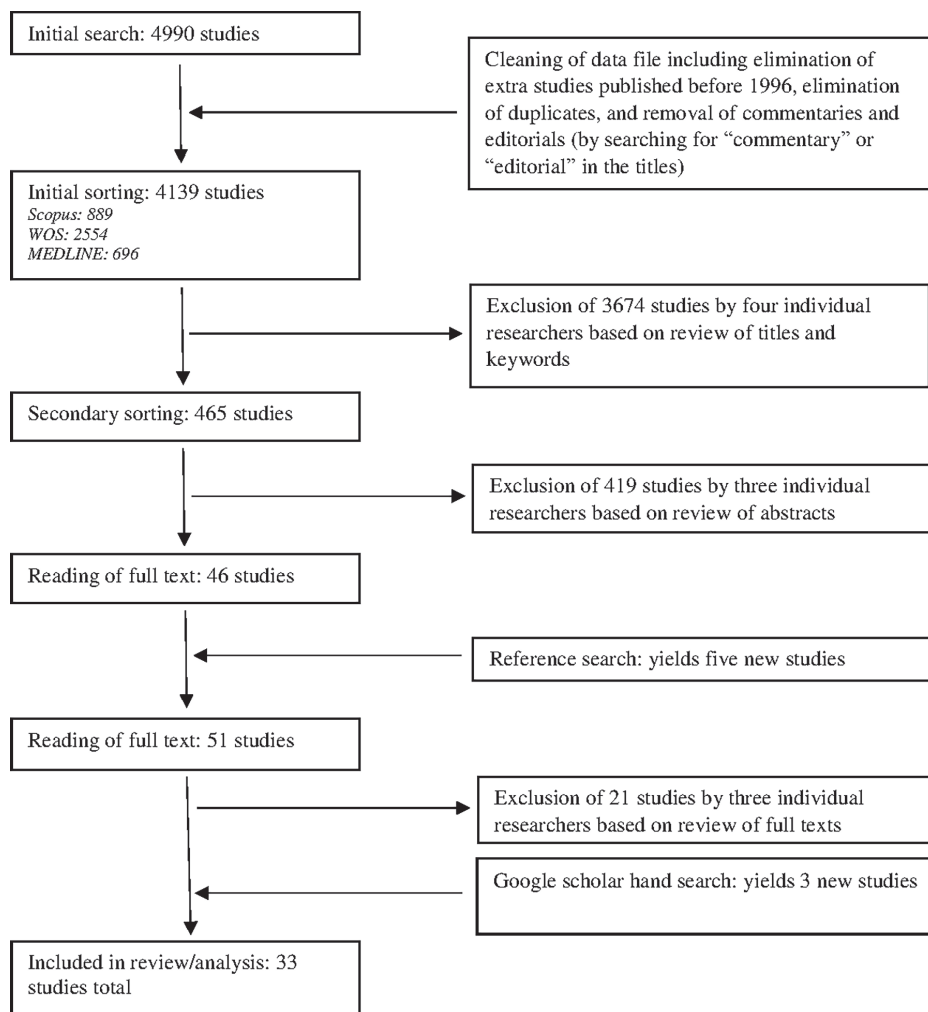 Initial search: 4990 studies
Cleaning of data file including elimination of
extra studies published before 1996, elimination
of duplicates, and removal of commentaries and
editorials (by searching for “commentary” or
“editorial” in the titles)
Initial sorting: 4139 studies
Scopus: 889
WOS: 2554
MEDLINE: 696
Exclusion of 3674 studies by four individual
researchers based on review of titles and
keywords
Secondary sorting: 465 studies
Exclusion of 419 studies by three individual
researchers based on review of abstracts
Reading of full text: 46 studies
Reference search: yields five new studies
Reading of full text: 51 studies
Exclusion of 21 studies by three individual
researchers based on review of full texts
Google scholar hand search: yields 3 new studies
Included in review/analysis: 33
studies total